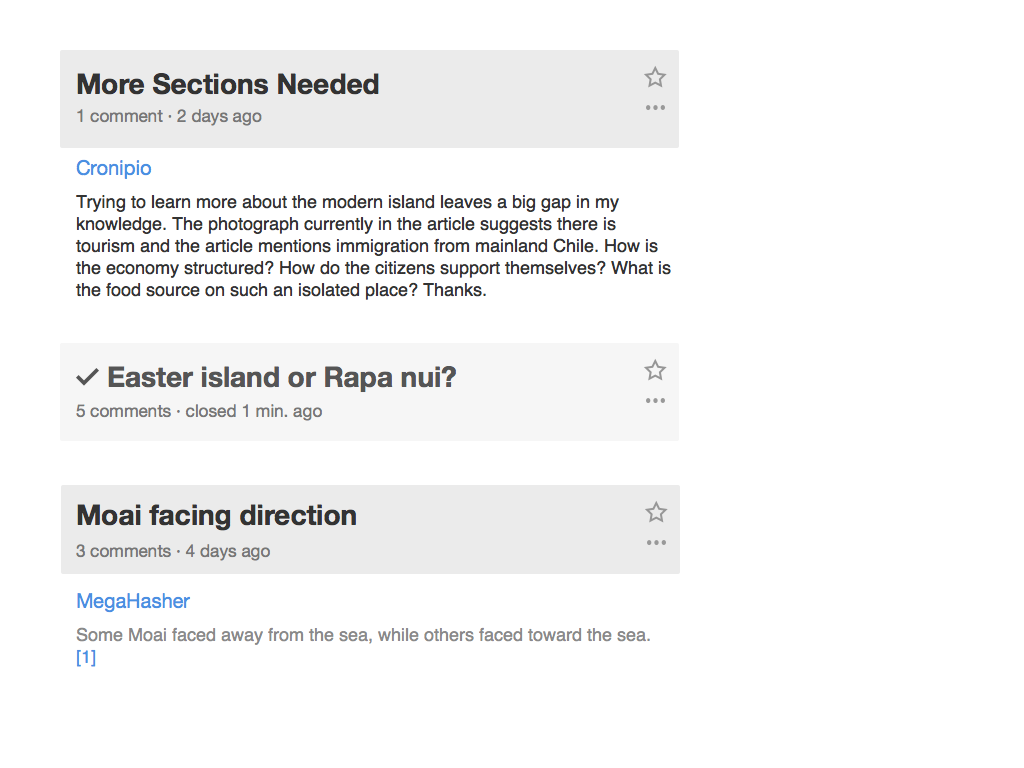 More Sections Needed
1 comment · 2 days ago
Cronipio
Trying to learn more about the modern island leaves a big gap in my
knowledge. The photograph currently in the article suggests there is
tourism and the article mentions immigration from mainland Chile. How is
the economy structured? How do the citizens support themselves? What is
the food source on such an isolated place? Thanks.
Easter island or Rapa nui?
5 comments · closed 1 min. ago
Moai facing direction
3 comments · 4 days ago
MegaHasher
Some Moai faced away from the sea, while others faced toward the sea.
[1]